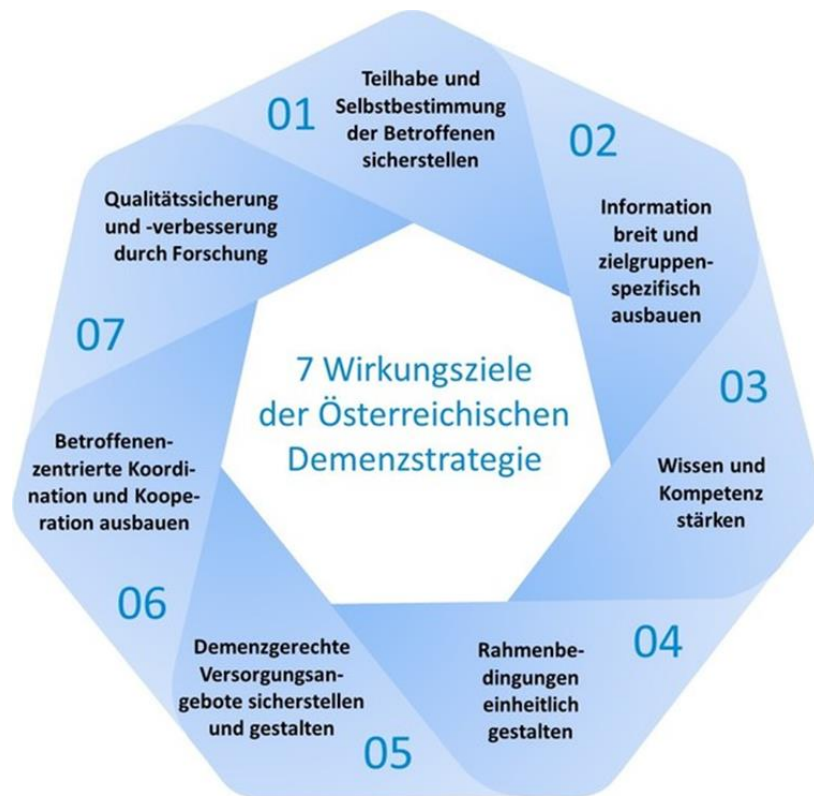 7 Wirkungsziele
der Österreichischen
Demenzstrategie
01
Teilhabe und
Selbstbestimmung
der Betroffenen
sicherstellen
02
Information
breit und
zielgruppen-
spezifisch
ausbauen
03
Wissen und
Kompetenz
stärken
04
Rahmenbe-
dingungen
einheitlich
gestalten
05
Demenzgerechte
Versorgungsan-
gebote sicherstellen
und gestalten
06
Betroffenen-
zentrierte Koordi-
nation und Koope-
ration ausbauen
07
Qualitätssicherung
und -verbesserung
durch Forschung